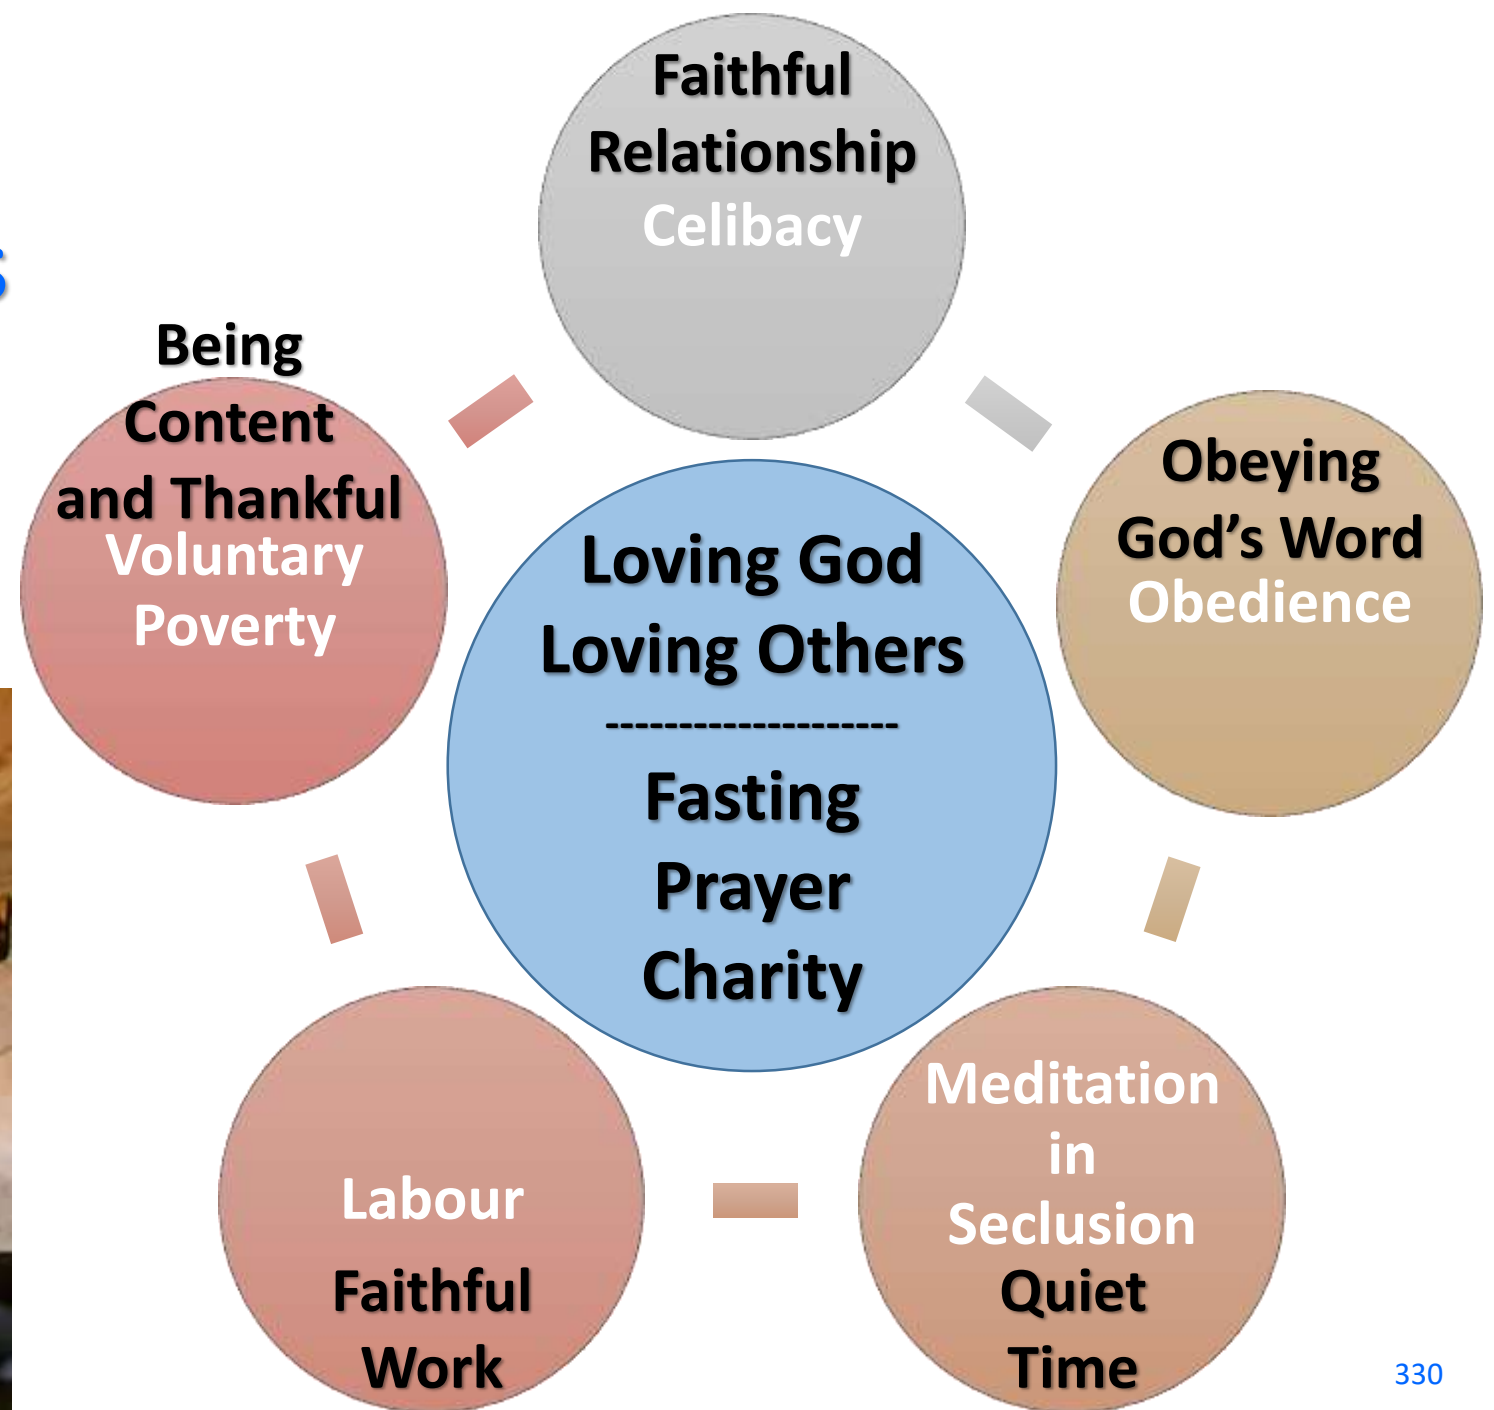 Faithful
Relationship
Celibacy
Being
Content
and Thankful
Voluntary
Poverty
Obeying
God’s Word
Obedience
Loving God
Loving Others
--------------------
Fasting
Prayer
Charity
Labour
Faithful
Work
Meditation
in
Seclusion
Quiet
Time
330